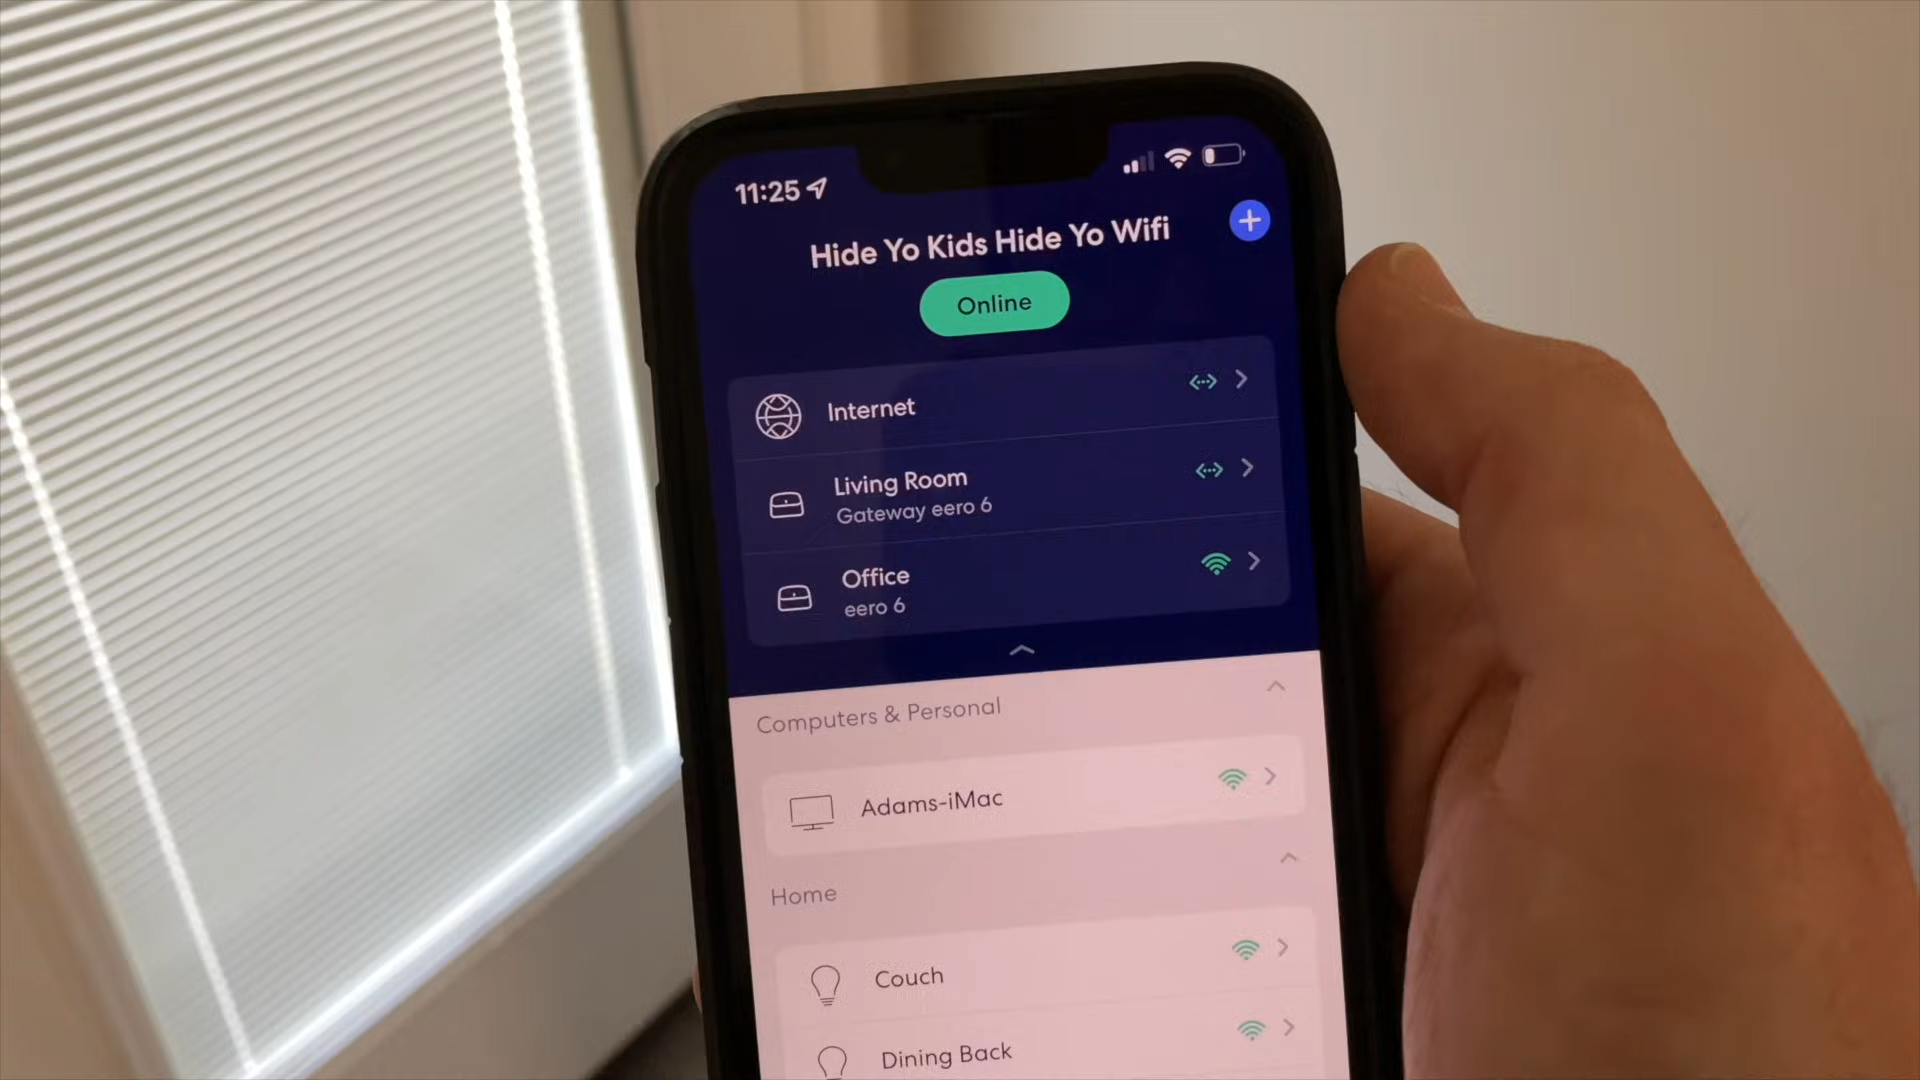 11:25
Hide Yo Kids Hide Yo Wifi
Online
Internet
Living Room
Gateway eero 6
Office
eero 6
Computers & Personal
Adams-iMac
Home
Couch
Dining Back